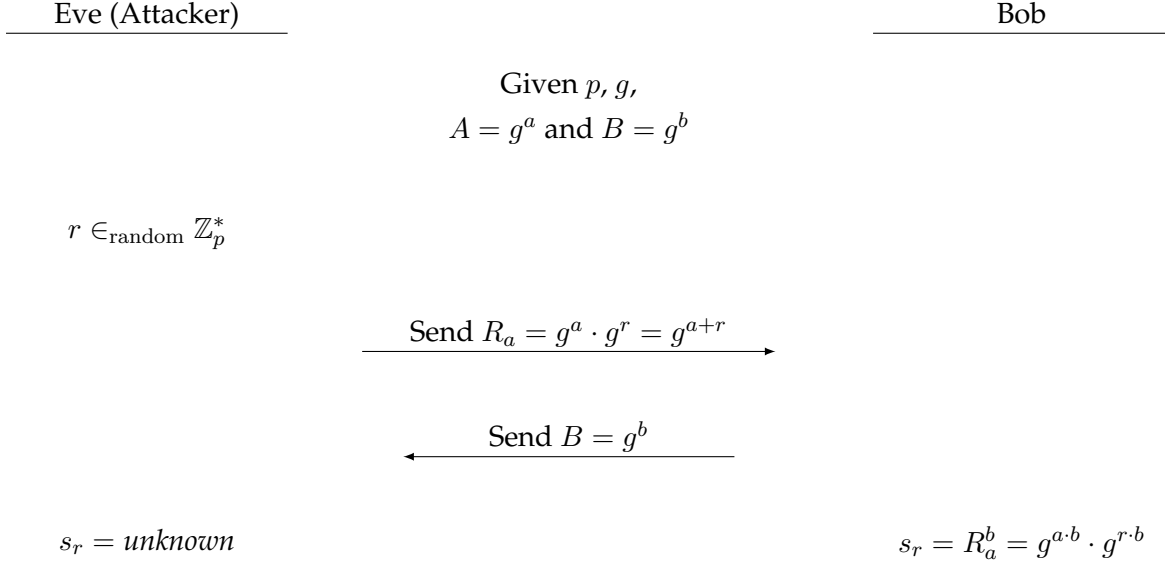 Eve (Attacker) Bob
Given p, g,
A = g^a and B = g^b
r ∈_random ℤ_p^*
Send R_a = g^a · g^r = g^{a+r}
Send B = g^b
s_r = unknown s_r = R_a^b = g^{a·b} · g^{r·b}